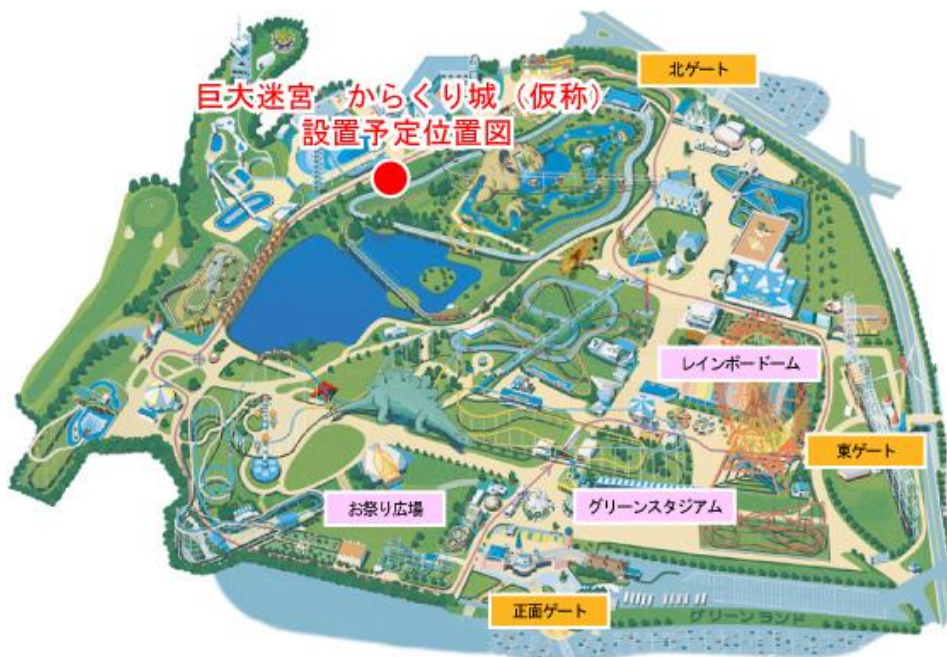 北ゲート
巨大迷宮　からくり城（仮称）
設置予定位置図
レインボードーム
東ゲート
お祭り広場
グリーンスタジアム
正面ゲート
グリーンランド